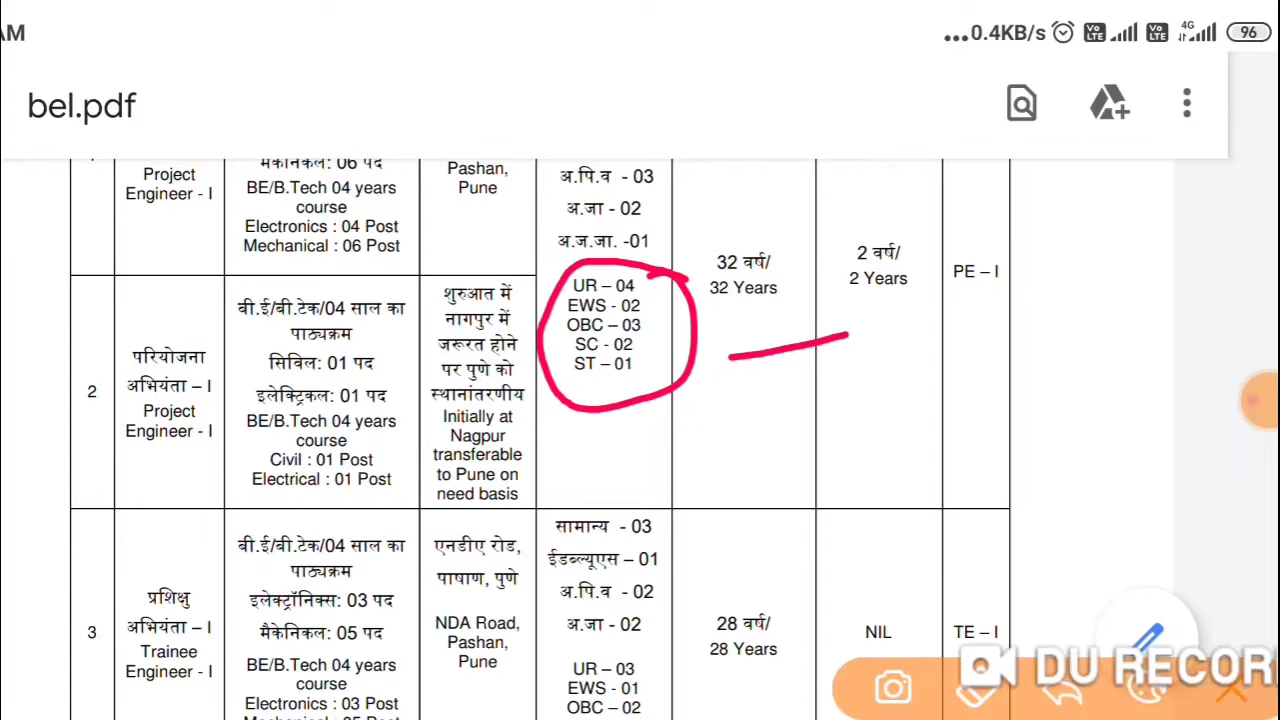 AM
...0.4KB/s
4G
96
bel.pdf
Project
Engineer - I
मैकेनिकल: 06 पद
BE/B.Tech 04 years
course
Electronics : 04 Post
Mechanical : 06 Post
Pashan,
Pune
अ.पि.व - 03
अ.जा - 02
अ.ज.जा. -01
UR – 04
EWS - 02
OBC – 03
SC - 02
ST – 01
32 वर्ष/
32 Years
2 वर्ष/
2 Years
PE – I
2
परियोजना
अभियंता – I
Project
Engineer - I
बी.ई/बी.टेक/04 साल का
पाठ्यक्रम
सिविल: 01 पद
इलेक्ट्रिकल: 01 पद
BE/B.Tech 04 years
course
Civil : 01 Post
Electrical : 01 Post
शुरुआत में
नागपुर में
जरूरत होने
पर पुणे को
स्थानांतरणीय
Initially at
Nagpur
transferable
to Pune on
need basis
3
प्रशिक्षु
अभियंता – I
Trainee
Engineer - I
बी.ई/बी.टेक/04 साल का
पाठ्यक्रम
इलेक्ट्रॉनिक्स: 03 पद
मैकेनिकल: 05 पद
BE/B.Tech 04 years
course
Electronics : 03 Post
Mechanical : 05 Post
एनडीए रोड,
पाषाण, पुणे
NDA Road,
Pashan,
Pune
सामान्य - 03
ईडब्ल्यूएस – 01
अ.पि.व - 02
अ.जा - 02
UR – 03
EWS – 01
OBC – 02
28 वर्ष/
28 Years
NIL
TE – I
DU RECOR